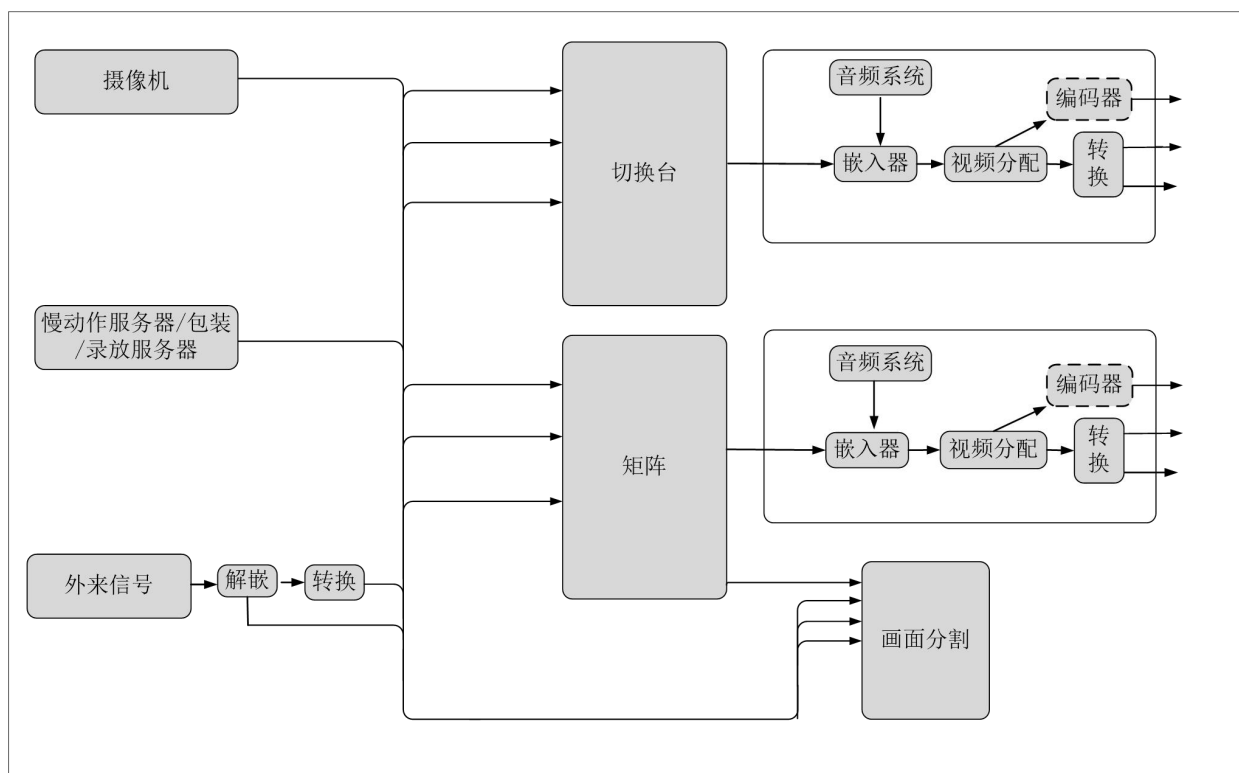 摄像机
慢动作服务器/包装
/录放服务器
外来信号
解嵌
转换
切换台
矩阵
音频系统
嵌入器
视频分配
编码器
转
换
音频系统
嵌入器
视频分配
编码器
转
换
画面分割